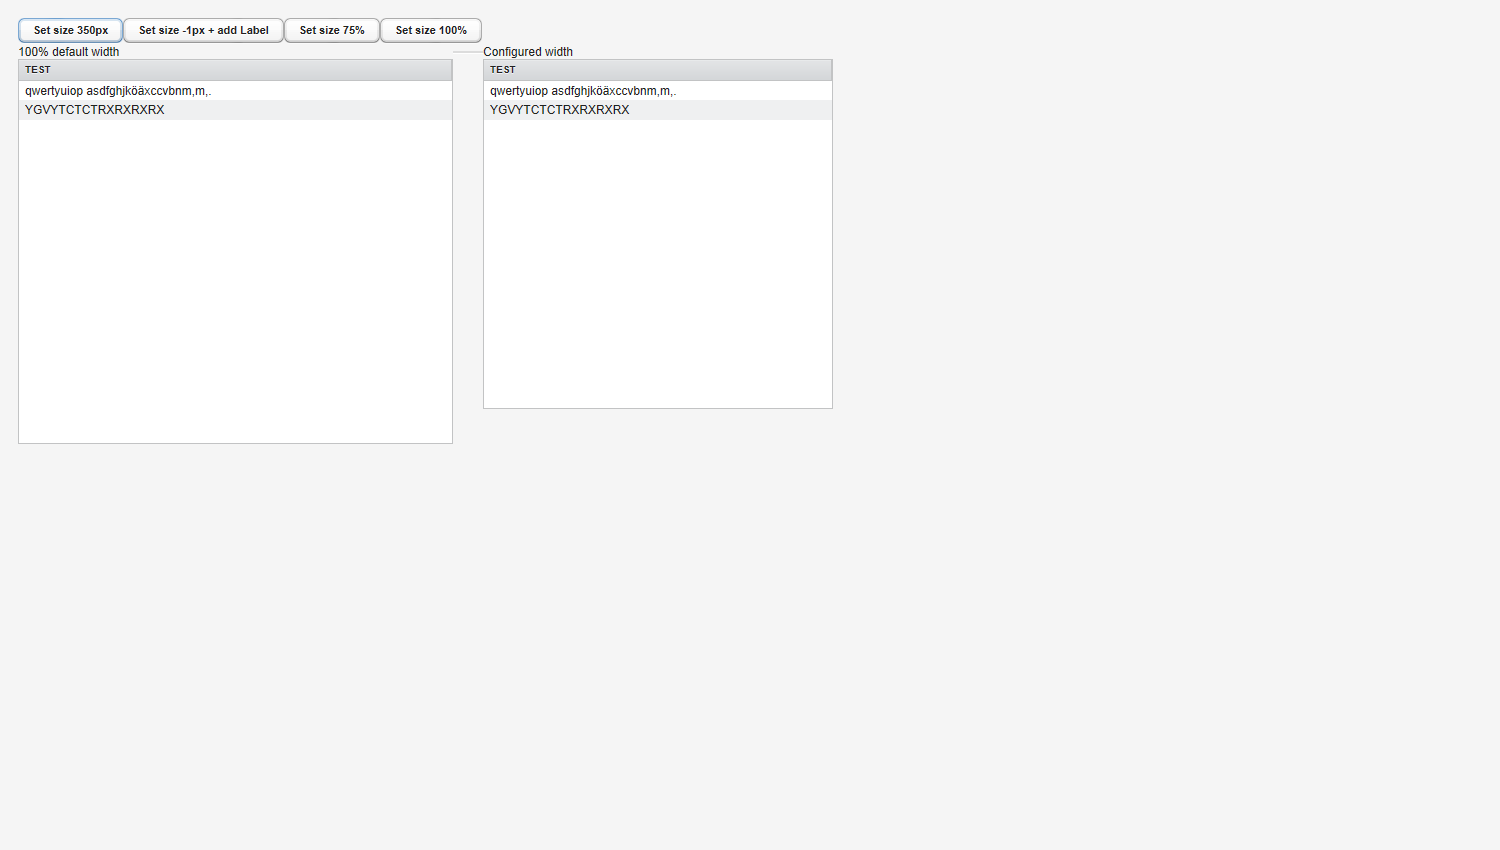 Set size 350px Set size -1px + add Label Set size 75% Set size 100%
100% default width Configured width
TEST TEST
qwertyuiop asdfghjköäxccvbnm,m,. qwertyuiop asdfghjköäxccvbnm,m,.
YGVYTCTCTRXRXRXRX YGVYTCTCTRXRXRXRX